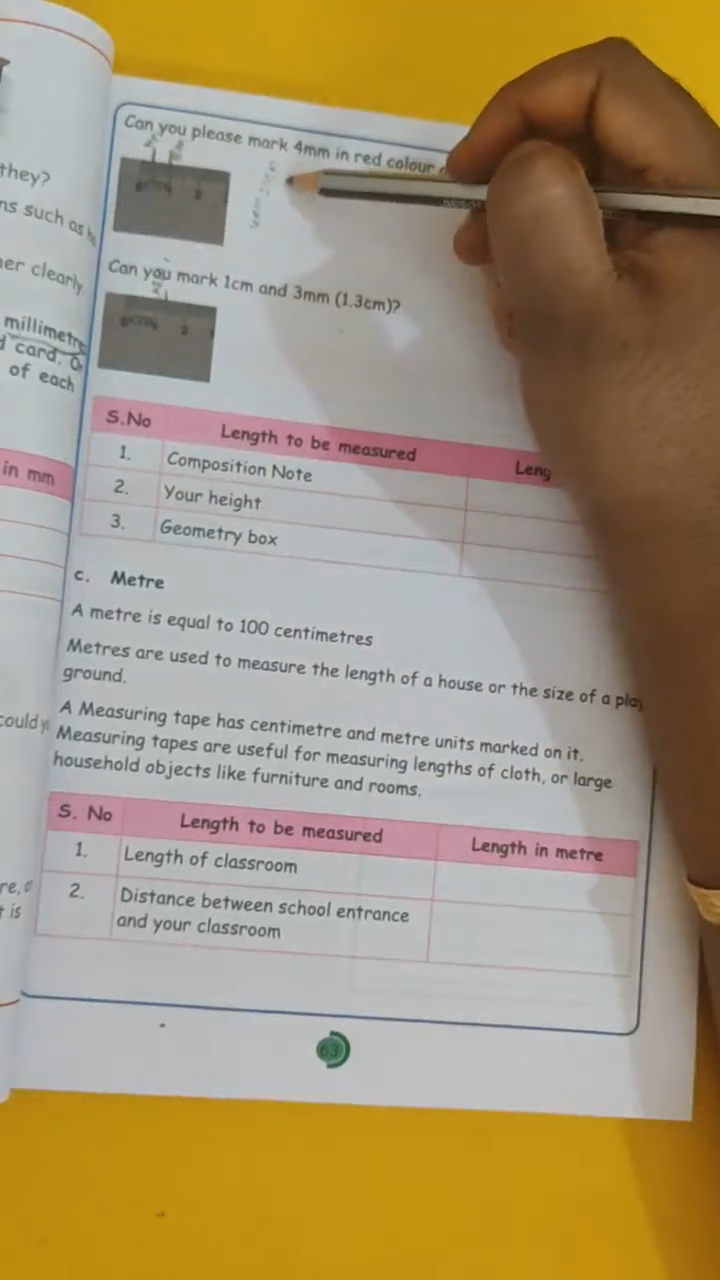 they?
ns such as
er clearly
millimetre
card.
of each
in mm
could
re,
t is
Can you please mark 4mm in red colour
Can you mark 1cm and 3mm (1.3cm)?
S.No Length to be measured Leng
1. Composition Note
2. Your height
3. Geometry box
c. Metre
A metre is equal to 100 centimetres
Metres are used to measure the length of a house or the size of a play
ground.
A Measuring tape has centimetre and metre units marked on it.
Measuring tapes are useful for measuring lengths of cloth, or large
household objects like furniture and rooms.
S. No Length to be measured Length in metre
1. Length of classroom
2. Distance between school entrance
and your classroom
63